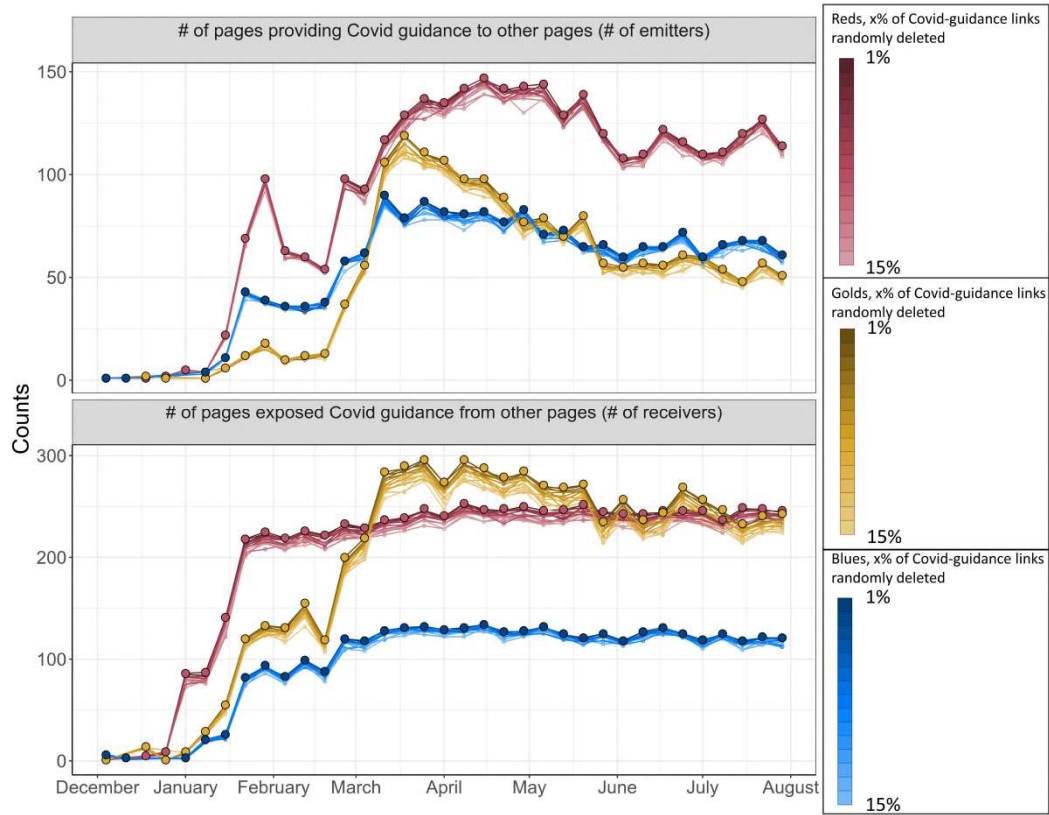 # of pages providing Covid guidance to other pages (# of emitters)
150
100
50
0
Counts
# of pages exposed Covid guidance from other pages (# of receivers)
300
200
100
0
December January February March April May June July August
Reds, x% of Covid-guidance links
randomly deleted
1%
15%
Golds, x% of Covid-guidance links
randomly deleted
1%
15%
Blues, x% of Covid-guidance links
randomly deleted
1%
15%